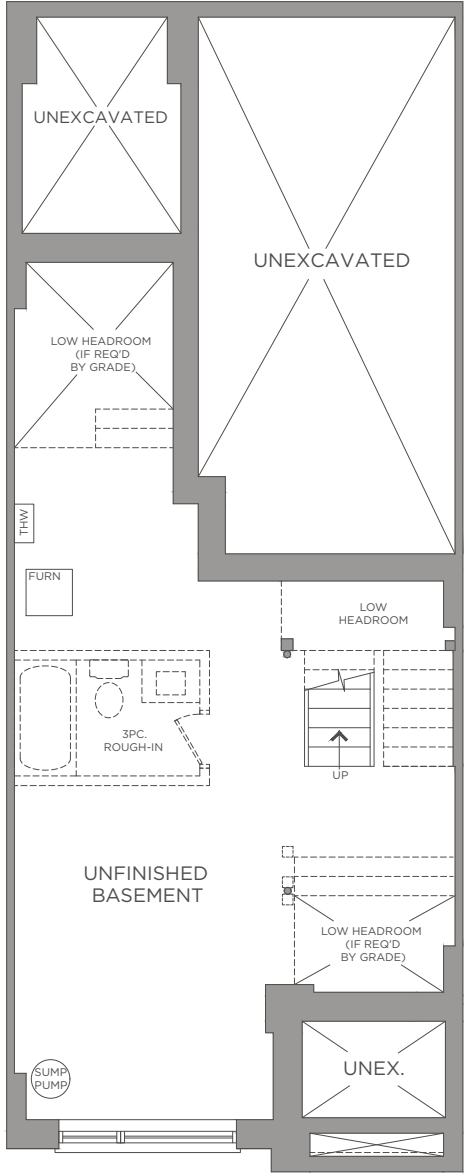 UNEXCAVATED
UNEXCAVATED
LOW HEADROOM
(IF REQ'D
BY GRADE)
THW
FURN
LOW
HEADROOM
3PC.
ROUGH-IN
UP
UNFINISHED
BASEMENT
LOW HEADROOM
(IF REQ'D
BY GRADE)
SUMP
PUMP
UNEX.